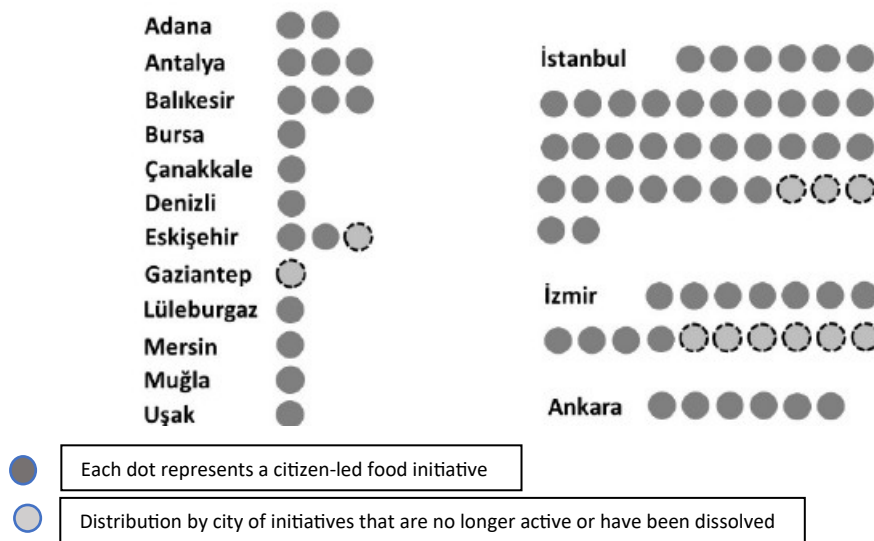 Adana
Antalya
Balıkesir
Bursa
Çanakkale
Denizli
Eskişehir
Gaziantep
Lüleburgaz
Mersin
Muğla
Uşak
İstanbul
İzmir
Ankara
Each dot represents a citizen-led food initiative
Distribution by city of initiatives that are no longer active or have been dissolved